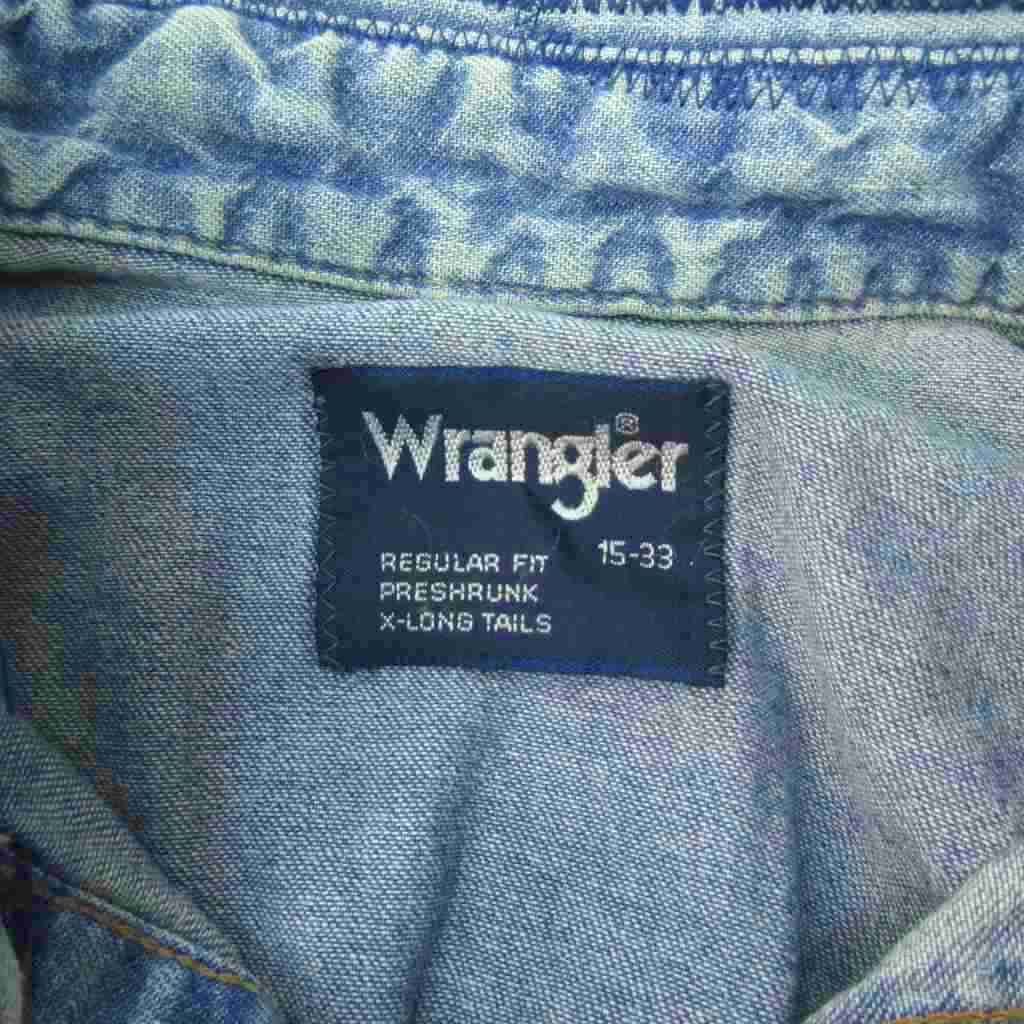 Wrangler®
15-33
REGULAR FIT
PRESHRUNK
X-LONG TAILS